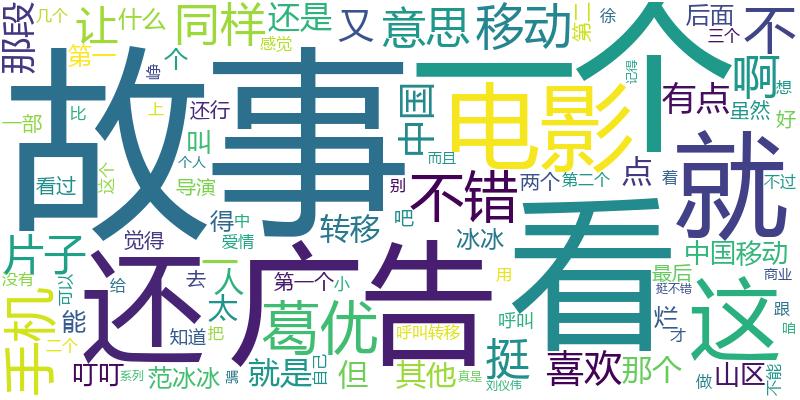 那段
几个
让
什么
同样
还是
又
意思
移动
一个
第二
徐
后面
不
第一
个
感觉
峥
三个
故事
电影
记得
有点
啊
虽然
想
一部
比
上
还行
叫
中国
就
好
看过
这个
个人
导演
别
而且
不错
两个
第二个
点
着
不过
得
中
转移
吧
看
片子
觉得
爱情
冰冰
中国移动
没有
可以
给
还
去
一人
第一个
小
广告
用
最后
商业
手机
能
太
葛优
呼叫转移
呼叫
这
挺不错
烂
跟
二个
知道
把
挺
才
咱
叮叮
系列
范冰冰
就是
自己
但
其他
真是
刘仪伟
喜欢
那个
做
山区
不能